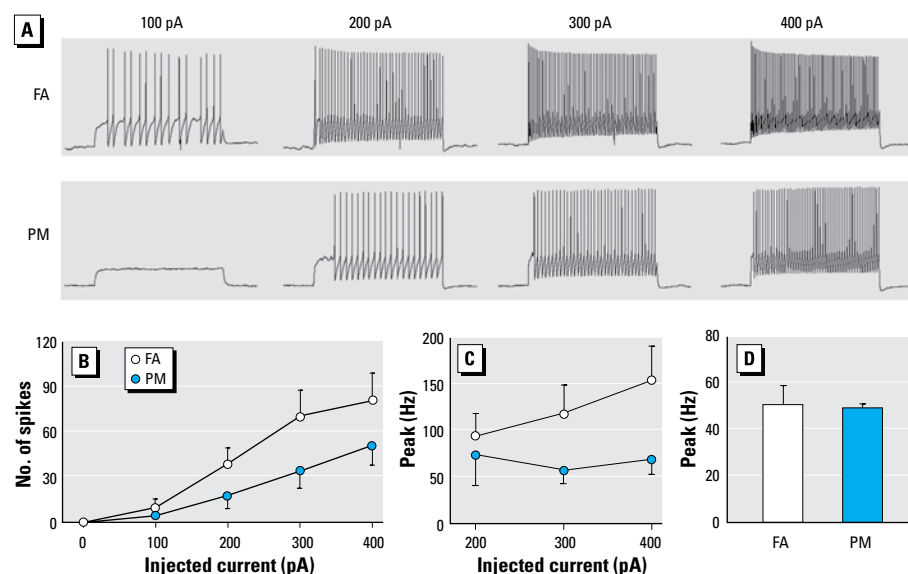 A
100 pA 200 pA 300 pA 400 pA
FA
PM
B
FA
PM
No. of spikes
120
90
60
30
0
0 100 200 300 400
Injected current (pA)
C
Peak (Hz)
200
150
100
50
0
200 300 400
Injected current (pA)
D
Peak (Hz)
80
60
40
20
0
FA PM